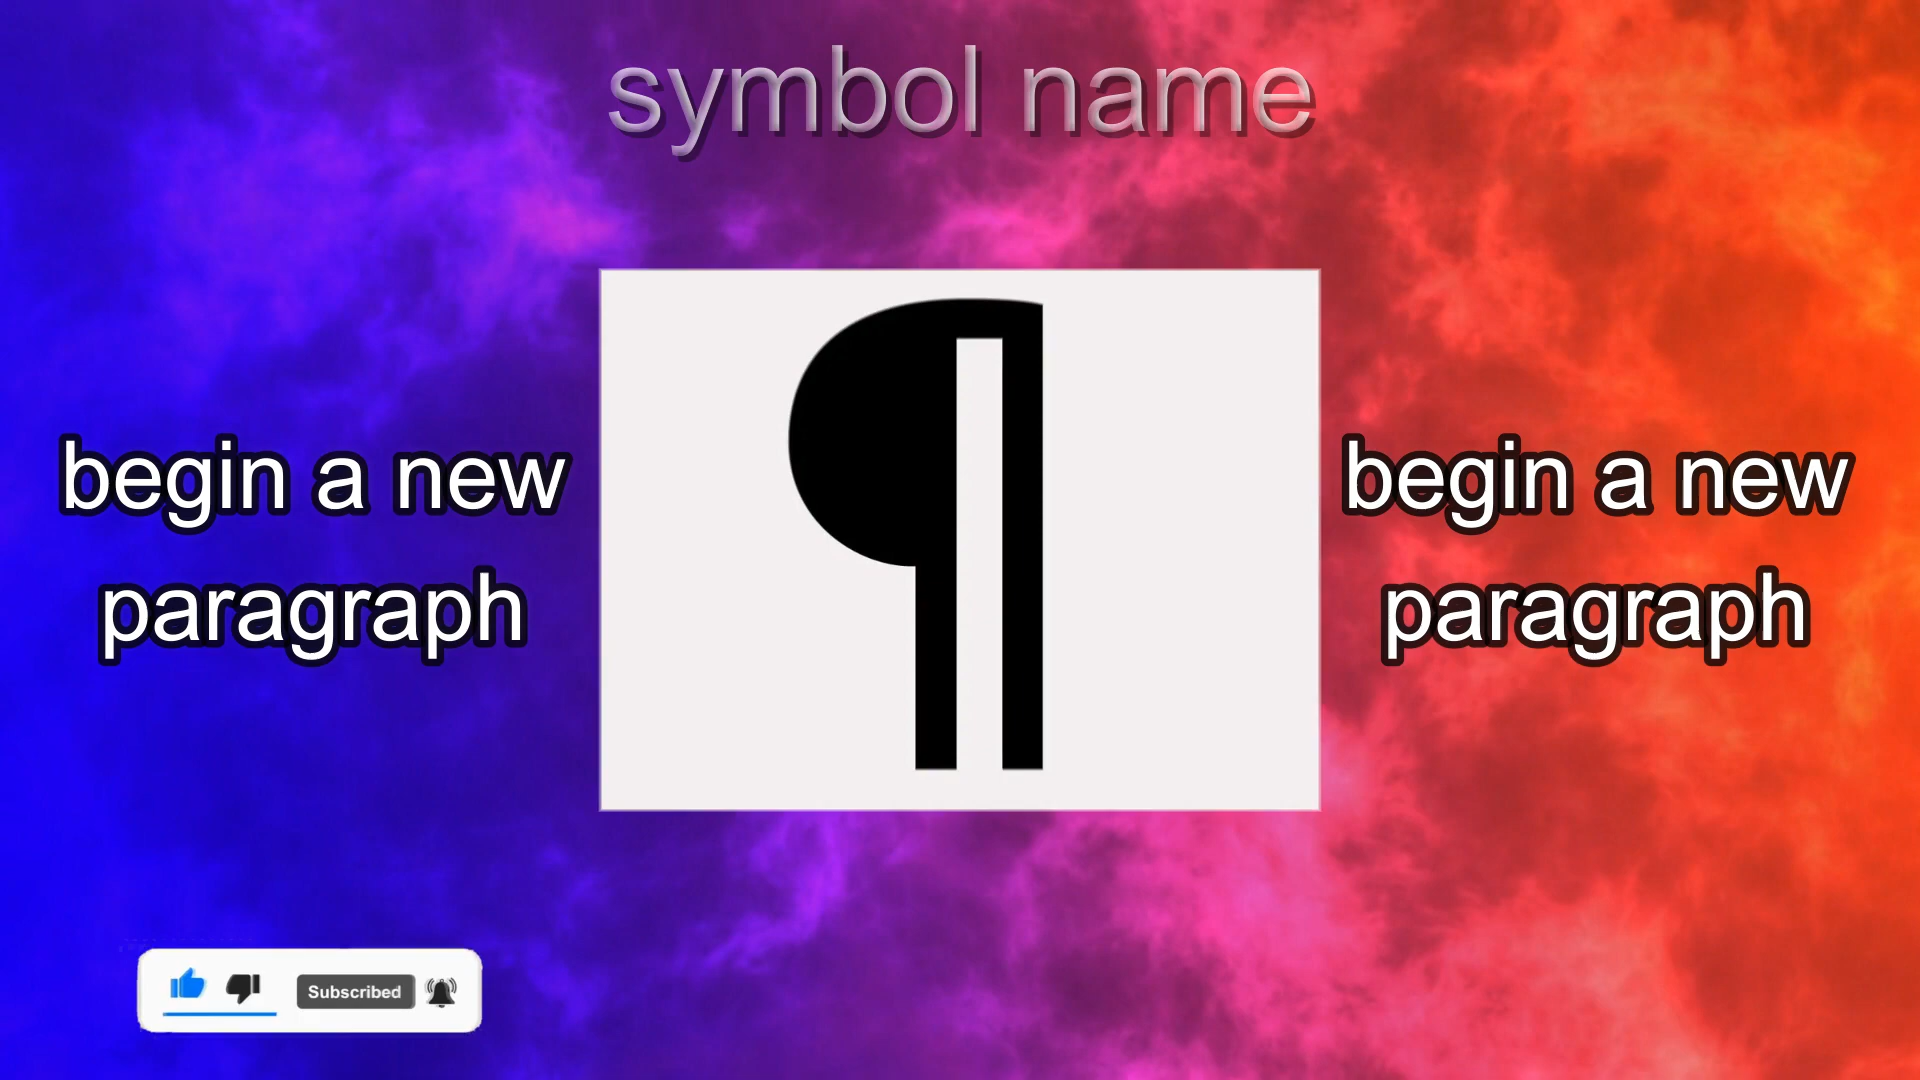 symbol name
begin a new
paragraph
¶
begin a new
paragraph
Subscribed